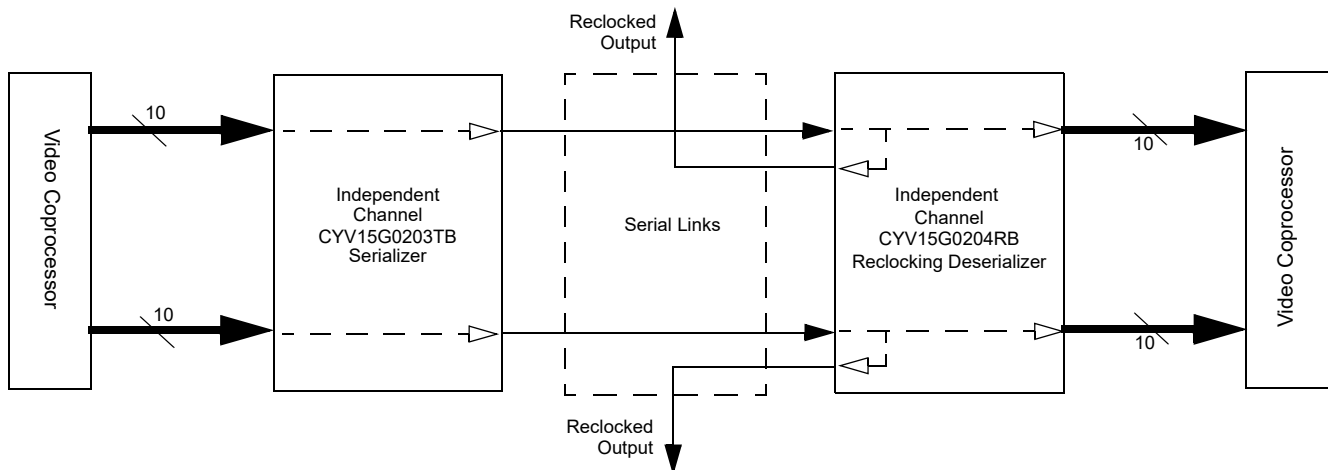 Reclocked
Output
10
10
10
10
Video Coprocessor
Independent
Channel
CYV15G0203TB
Serializer
Serial Links
Independent
Channel
CYV15G0204RB
Reclocking Deserializer
Video Coprocessor
Reclocked
Output